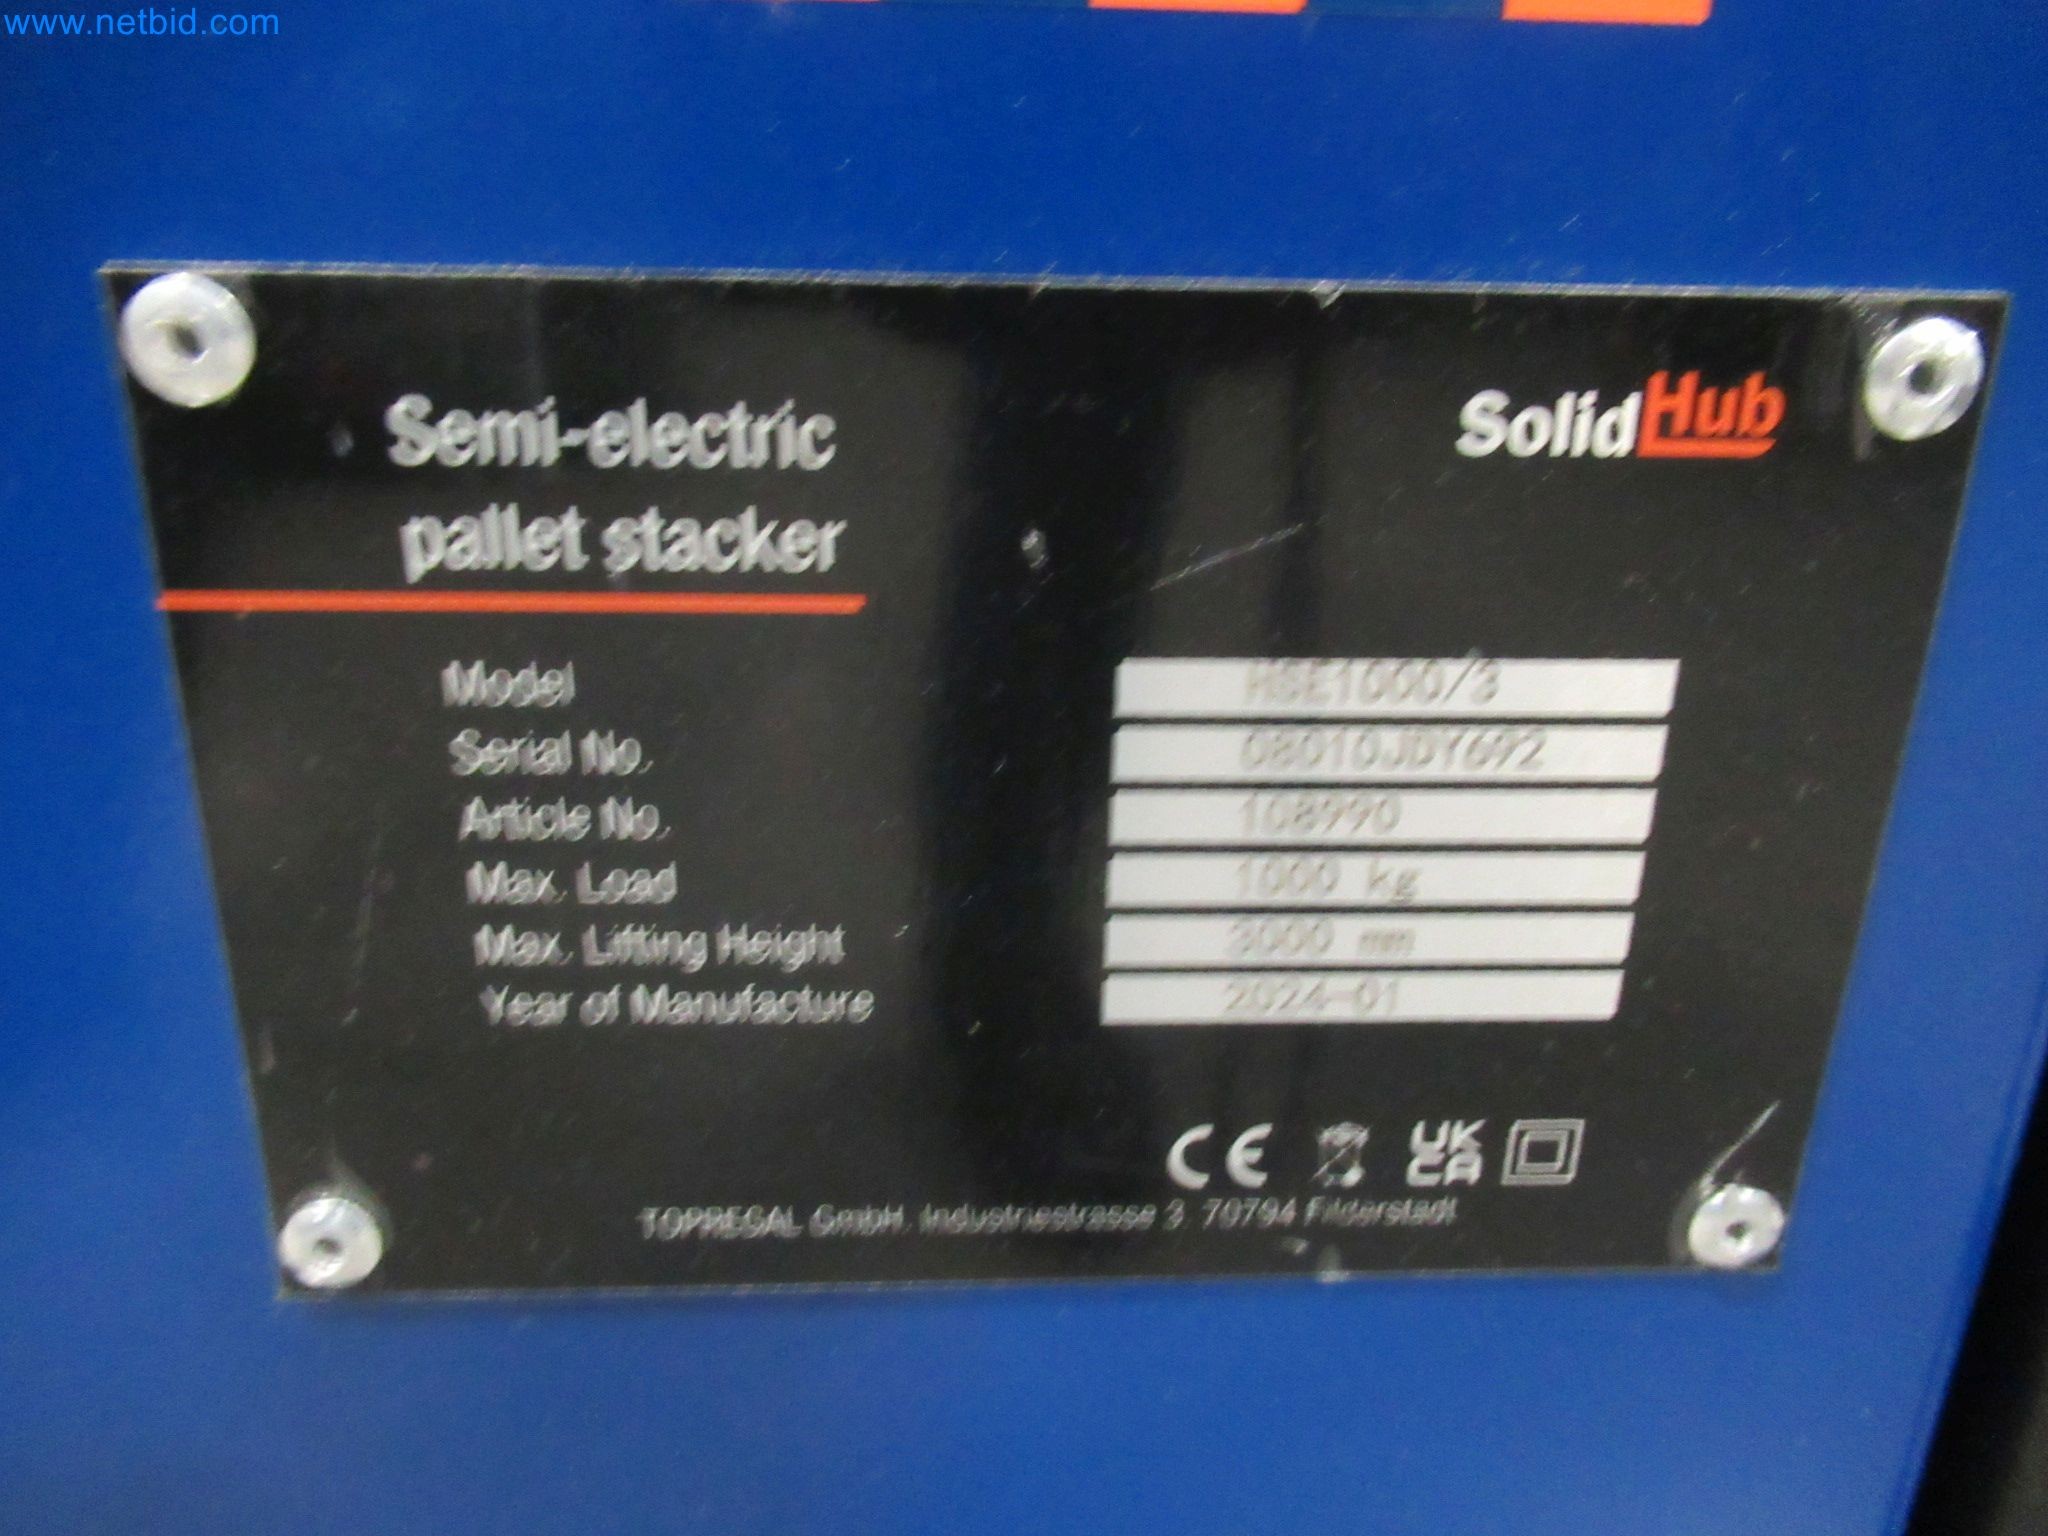 www.netbid.com
Semi-electric
pallet stacker
SolidHub
Model HSE1000/3
Serial No. 08010JDY692
Article No. 108990
Max. Load 1000 kg
Max. Lifting Height 3000 mm
Year of Manufacture 2024-01
CE UK CA
TOPREGAL GmbH, Industriestrasse 3, 70794 Filderstadt